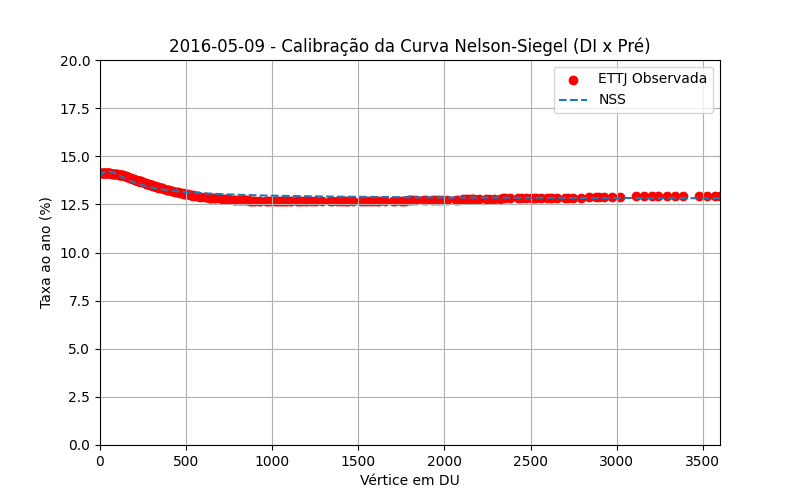 2016-05-09 - Calibração da Curva Nelson-Siegel (DI x Pré)
ETTJ Observada
NSS
Taxa ao ano (%)
20.0
17.5
15.0
12.5
10.0
7.5
5.0
2.5
0.0
0 500 1000 1500 2000 2500 3000 3500
Vértice em DU